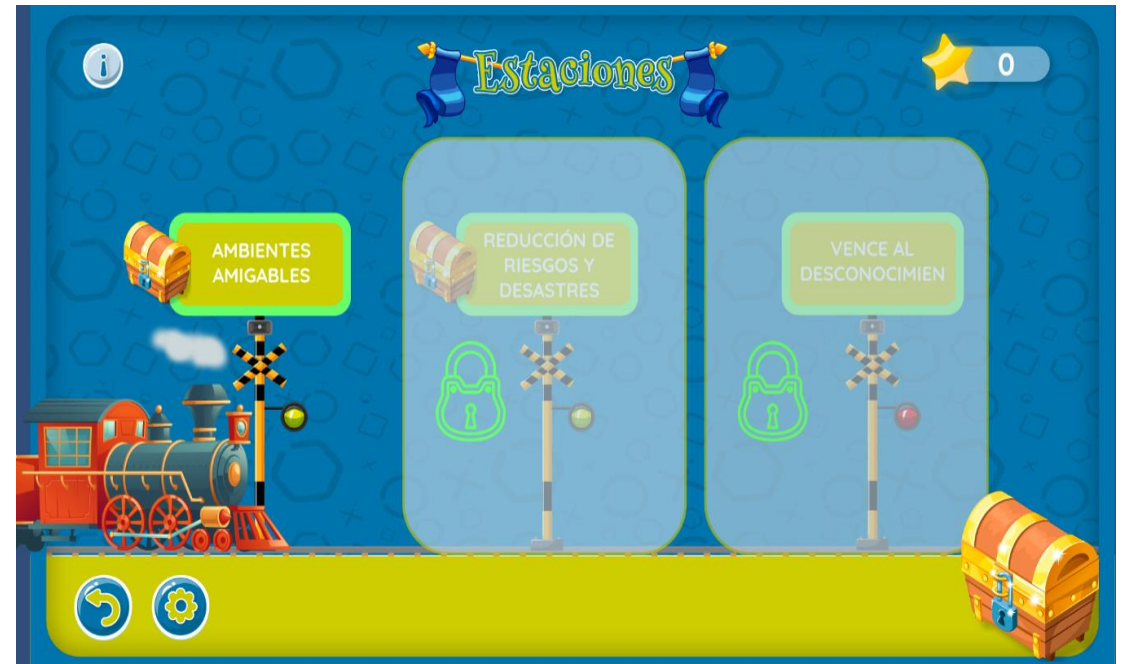 i
Estaciones
0
AMBIENTES
AMIGABLES
REDUCCIÓN DE
RIESGOS Y
DESASTRES
VENCE AL
DESCONOCIMIEN